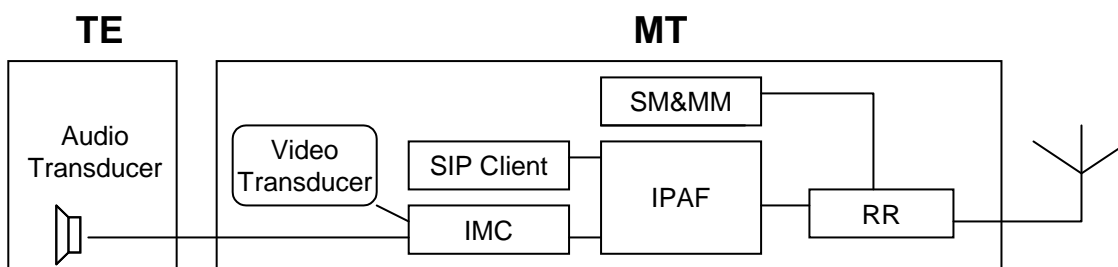 TE
MT
Audio
Transducer
Video
Transducer
SIP Client
IMC
SM&MM
IPAF
RR